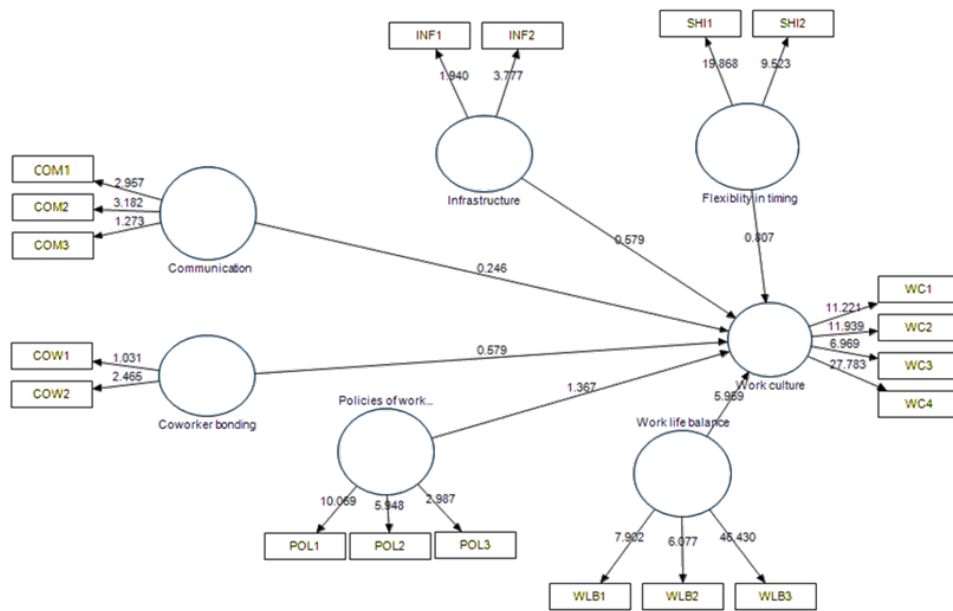 INF1
INF2
SHI1
SHI2
1.940
3.777
19.868
9.523
COM1
COM2
COM3
2.957
3.182
1.273
Communication
Infrastructure
Flexiblity in timing
0.579
0.807
0.246
WC1
WC2
WC3
WC4
11.221
11.939
6.969
27.783
Work culture
COW1
COW2
1.031
2.465
Coworker bonding
0.579
1.367
5.959
Policies of work...
Work life balance
10.069
5.948
2.987
POL1
POL2
POL3
7.902
6.077
46.430
WLB1
WLB2
WLB3